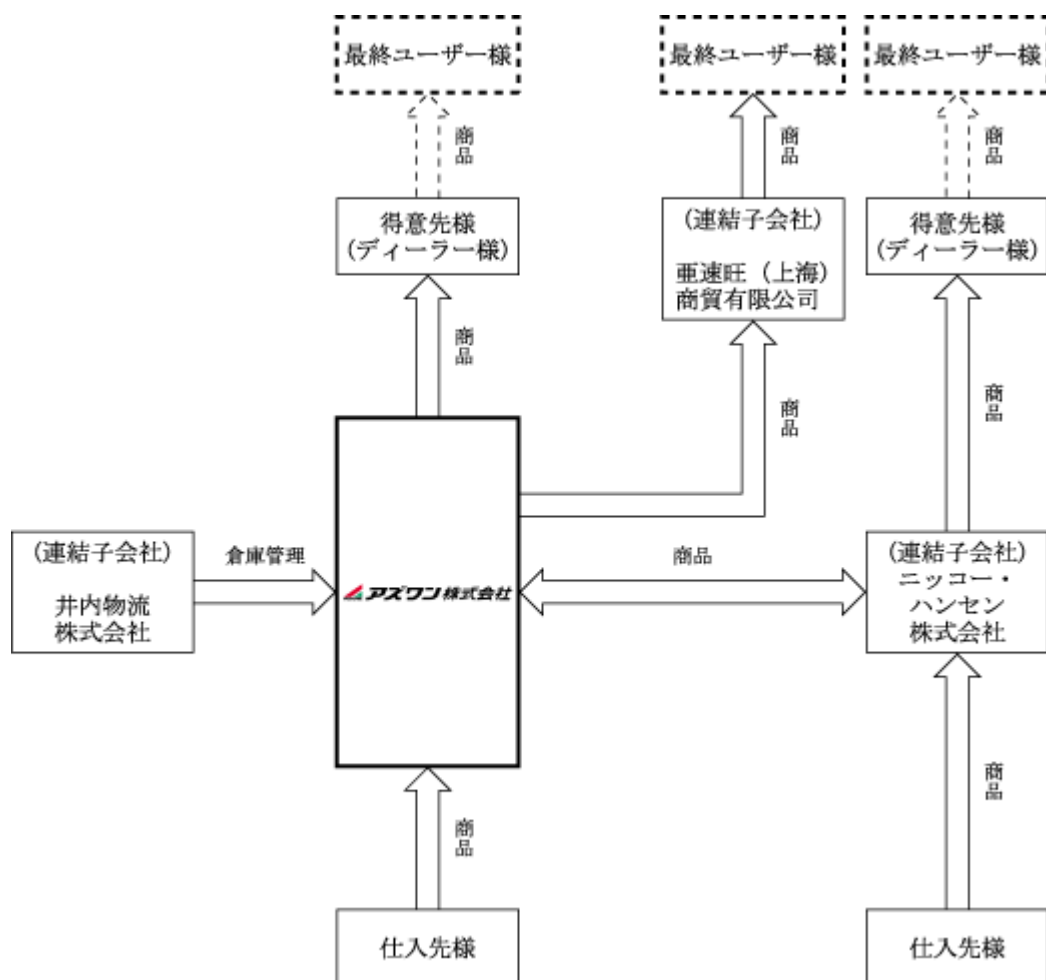 最終ユーザー様
最終ユーザー様
最終ユーザー様
商品
商品
商品
得意先様
(ディーラー様)
(連結子会社)
亜速旺(上海)
商貿有限公司
得意先様
(ディーラー様)
商品
商品
商品
(連結子会社)
井内物流
株式会社
倉庫管理
アズワン株式会社
商品
(連結子会社)
ニッコー・
ハンセン
株式会社
商品
商品
仕入先様
仕入先様